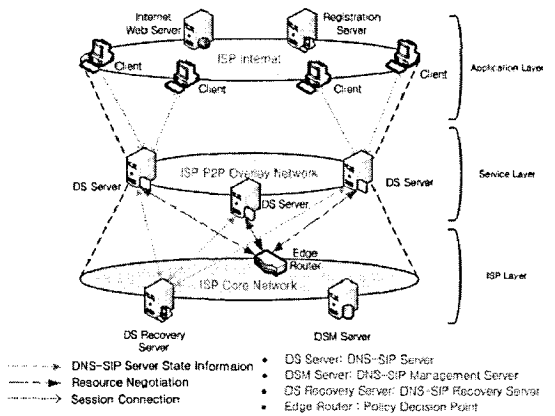 Internet
Web Server
Registration
Server
ISP Internet
Client
Client
Client
Client
Application Layer
ISP P2P Overlay Network
DS Server
DS Server
DS Server
Service Layer
Edge
Router
ISP Core Network
ISP Layer
DS Recovery
Server
DSM Server
DNS-SIP Server State Information
Resource Negotiation
Session Connection
• DS Server: DNS-SIP Server
• DSM Server: DNS-SIP Management Server
• DS Recovery Server: DNS-SIP Recovery Server
• Edge Router : Policy Decision Point